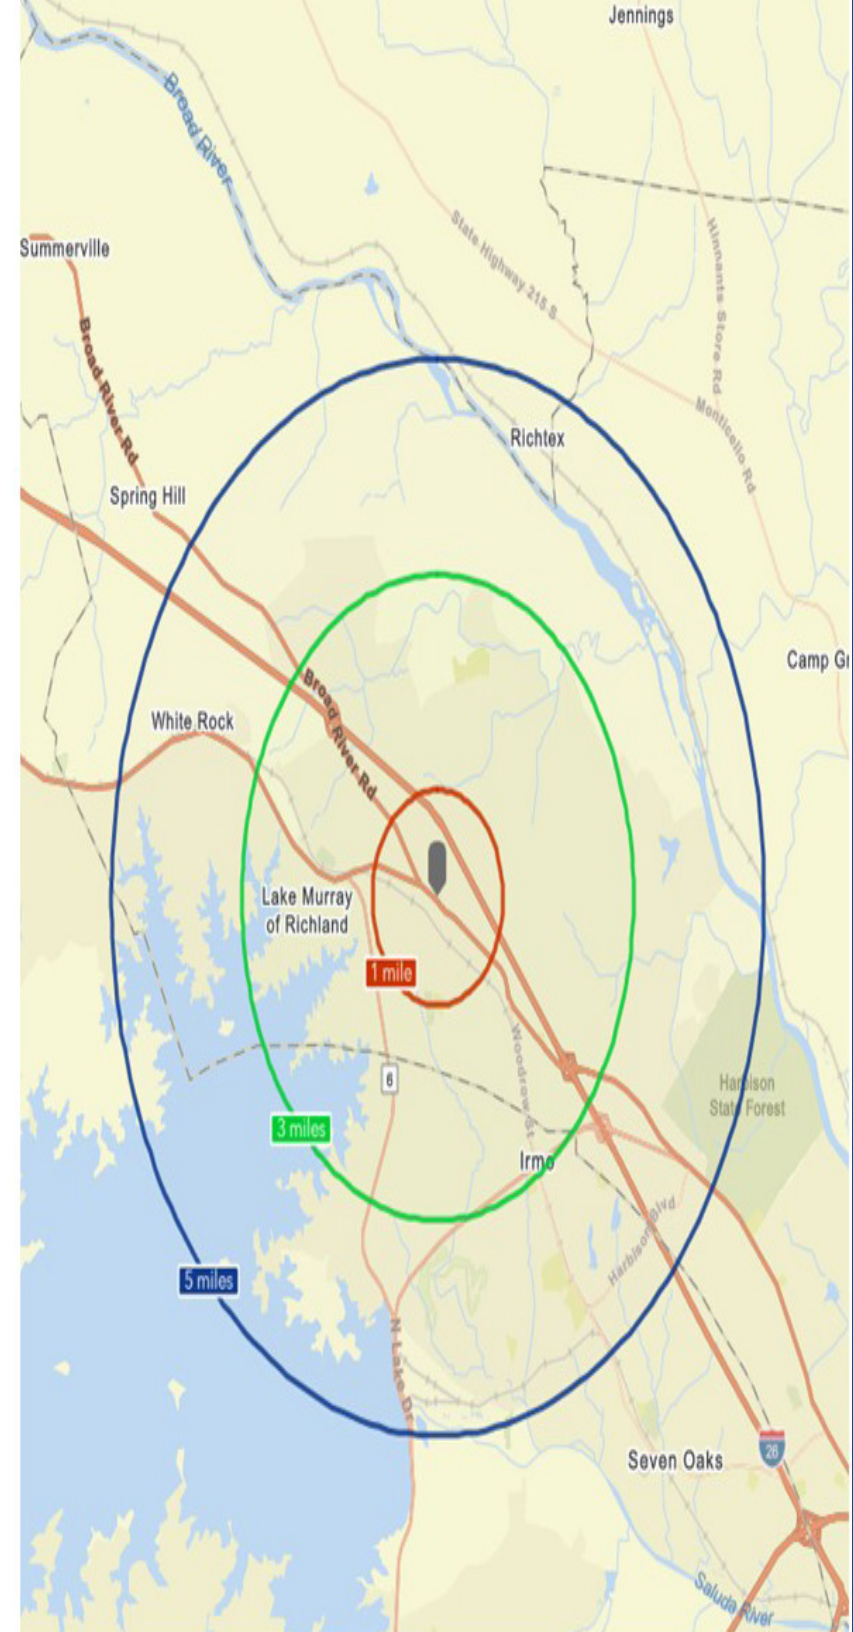 Jennings
Broad River
State Highway 215 S
Hinnants Store Rd
Summerville
Broad River Rd
Monticello Rd
Richtex
Spring Hill
Camp Gr
Broad River Rd
White Rock
Lake Murray
of Richland
1 mile
Woodrow St
6
Harbison
State Forest
3 miles
Irmo
Harbison Blvd
5 miles
N Lake Dr
26
Seven Oaks
Saluda River